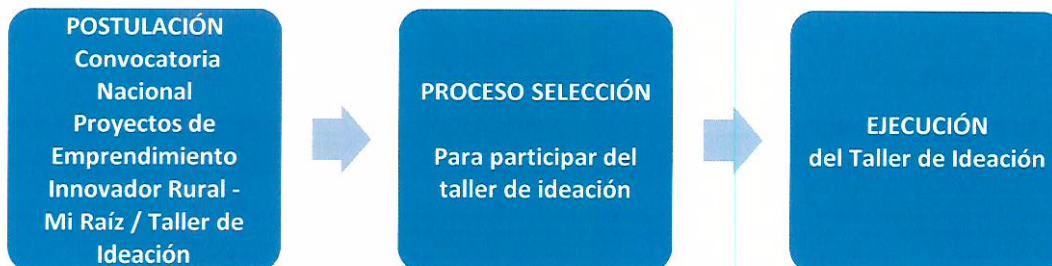 POSTULACIÓN
Convocatoria
Nacional
Proyectos de
Emprendimiento
Innovador Rural -
Mi Raíz / Taller de
Ideación
PROCESO SELECCIÓN
Para participar del
taller de ideación
EJECUCIÓN
del Taller de Ideación